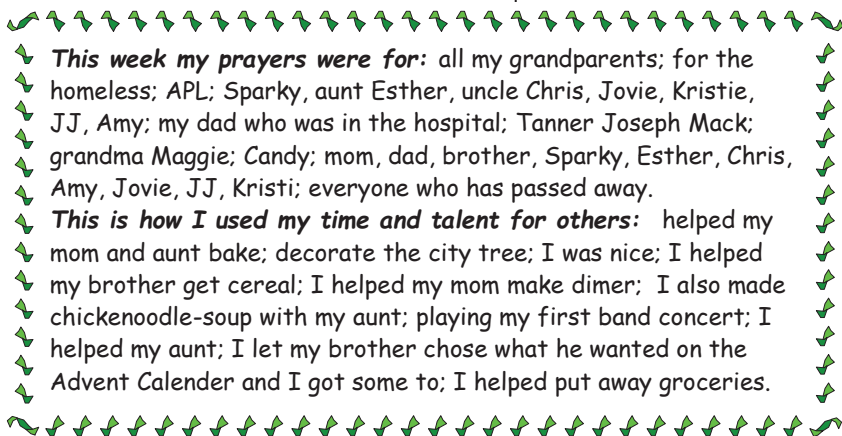 This week my prayers were for: all my grandparents; for the
homeless; APL; Sparky, aunt Esther, uncle Chris, Jovie, Kristie,
JJ, Amy; my dad who was in the hospital; Tanner Joseph Mack;
grandma Maggie; Candy; mom, dad, brother, Sparky, Esther, Chris,
Amy, Jovie, JJ, Kristi; everyone who has passed away.
This is how I used my time and talent for others: helped my
mom and aunt bake; decorate the city tree; I was nice; I helped
my brother get cereal; I helped my mom make dimer; I also made
chickenoodle-soup with my aunt; playing my first band concert; I
helped my aunt; I let my brother chose what he wanted on the
Advent Calender and I got some to; I helped put away groceries.